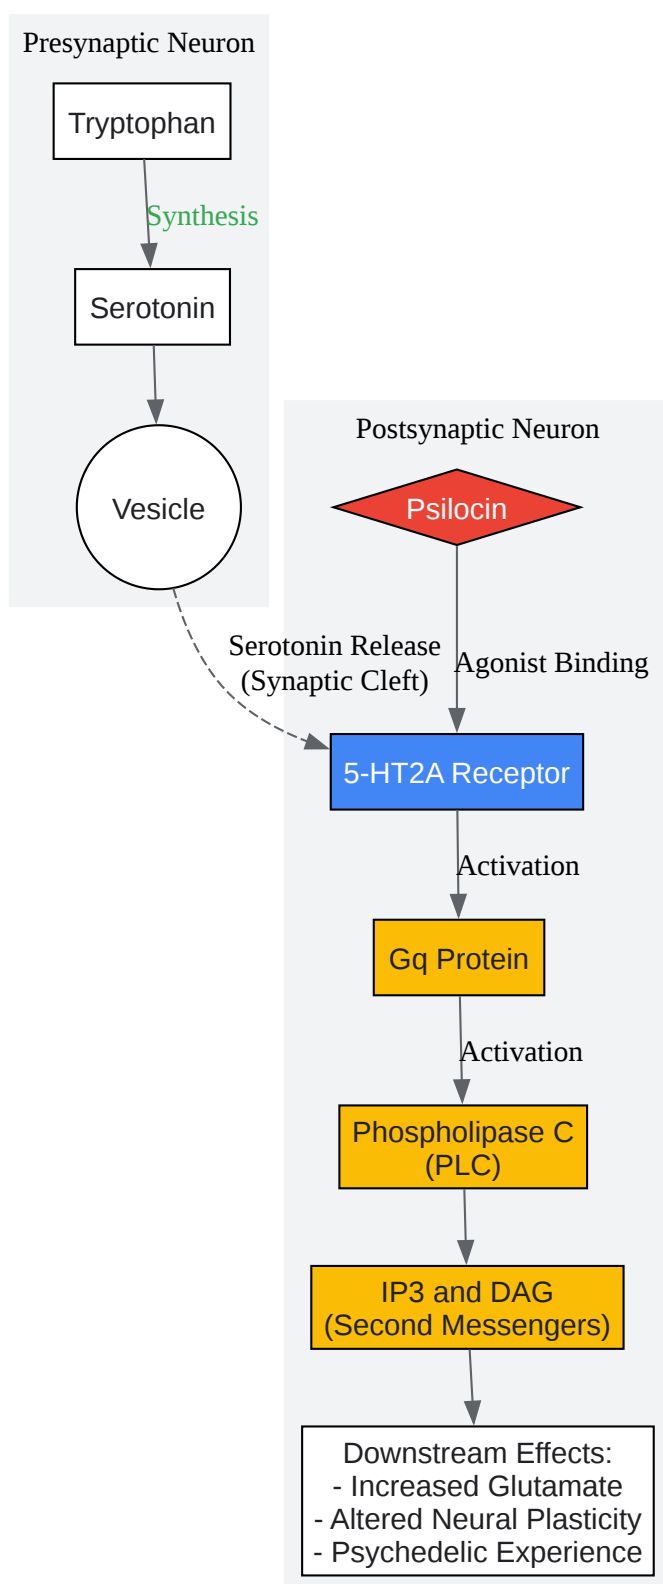 Presynaptic Neuron
Tryptophan
Synthesis
Serotonin
Vesicle
Postsynaptic Neuron
Psilocin
Serotonin Release
(Synaptic Cleft)
Agonist Binding
5-HT2A Receptor
Activation
Gq Protein
Activation
Phospholipase C
(PLC)
IP3 and DAG
(Second Messengers)
Downstream Effects:
- Increased Glutamate
- Altered Neural Plasticity
- Psychedelic Experience